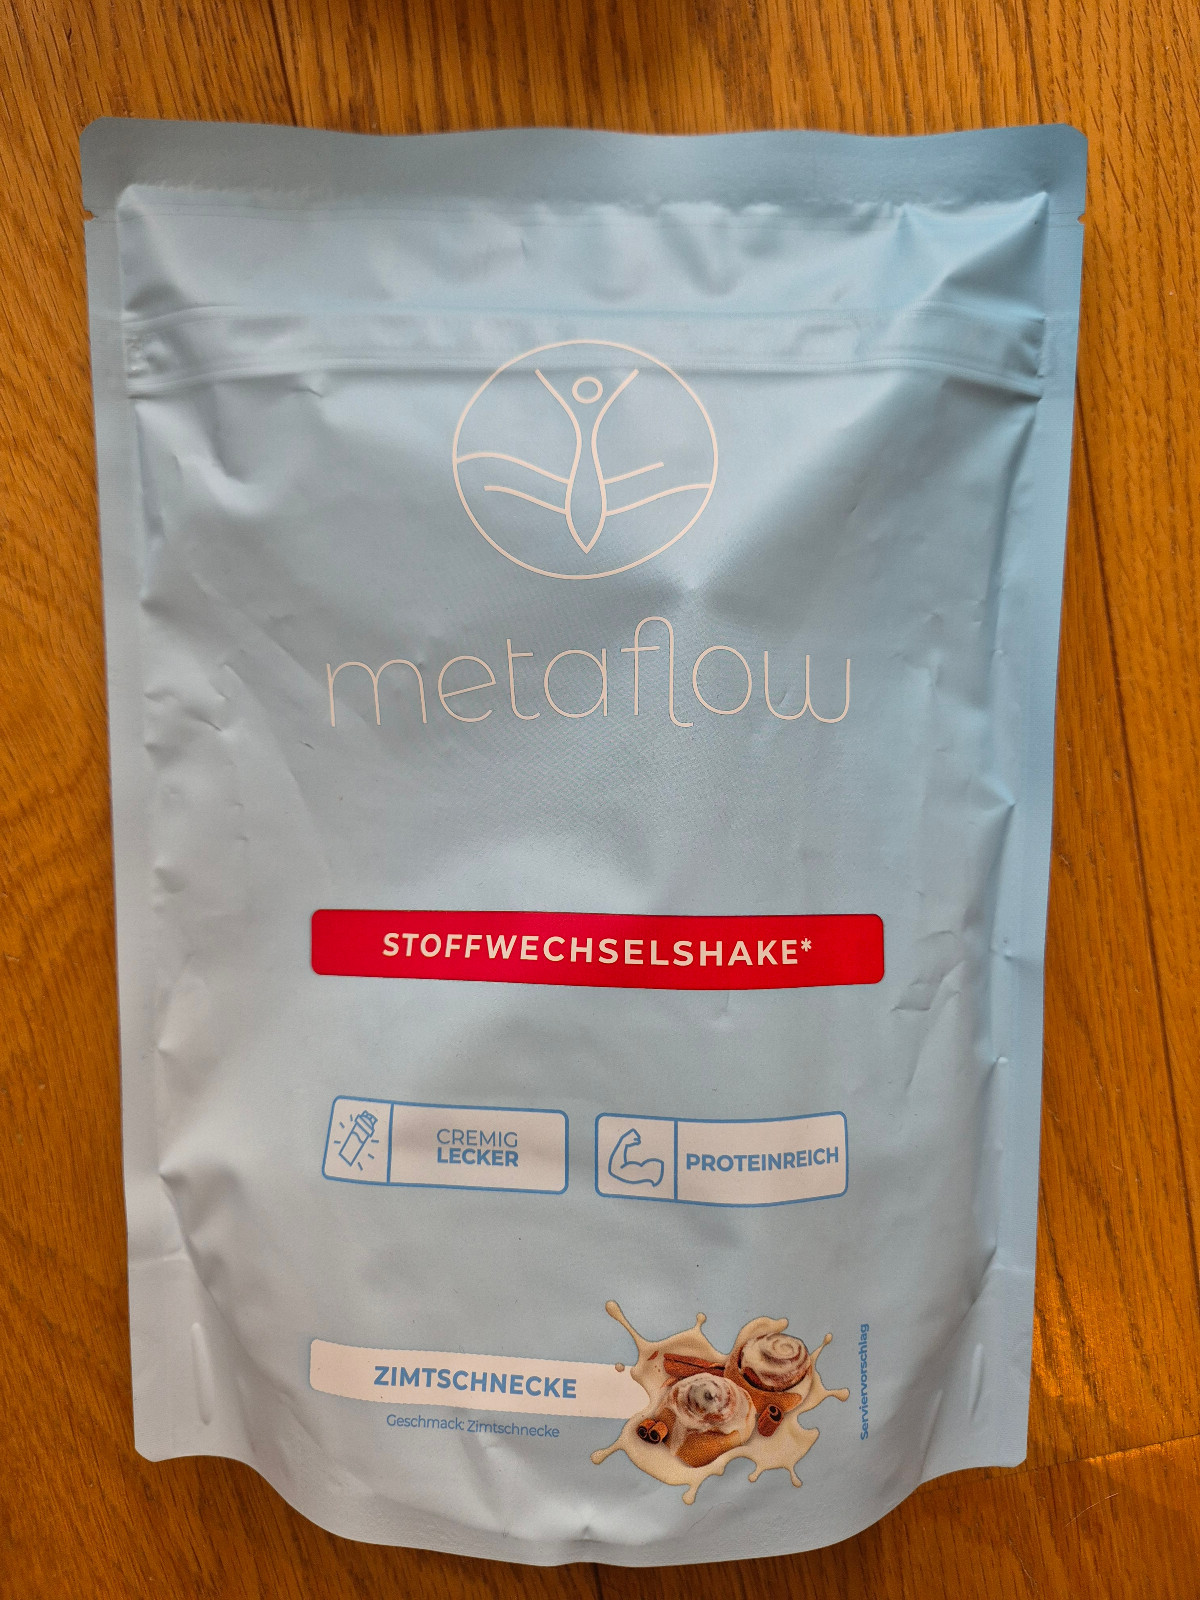 metaflow
STOFFWECHSELSHAKE*
CREMIG
LECKER
PROTEINREICH
ZIMTSCHNECKE
Geschmack: Zimtschnecke
Serviervorschlag